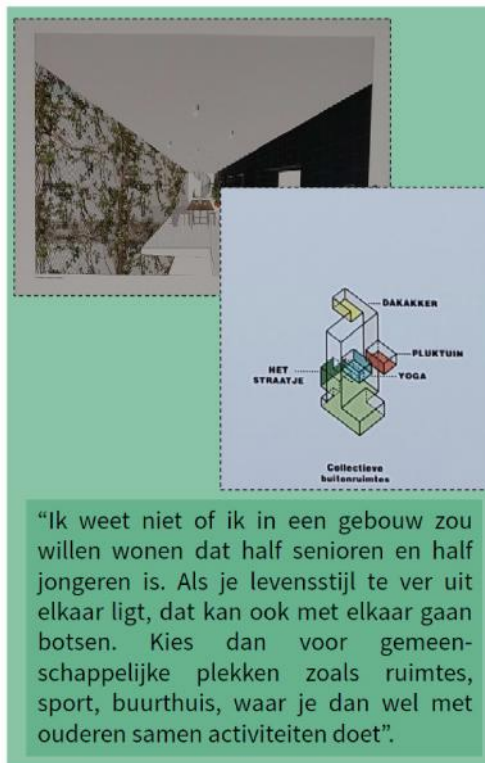 DAKAKKER
PLUKTUIN
HET
STRAATJE
YOGA
Collectieve
buitenruimtes
“Ik weet niet of ik in een gebouw zou
willen wonen dat half senioren en half
jongeren is. Als je levensstijl te ver uit
elkaar ligt, dat kan ook met elkaar gaan
botsen. Kies dan voor gemeen-
schappelijke plekken zoals ruimtes,
sport, buurthuis, waar je dan wel met
ouderen samen activiteiten doet”.